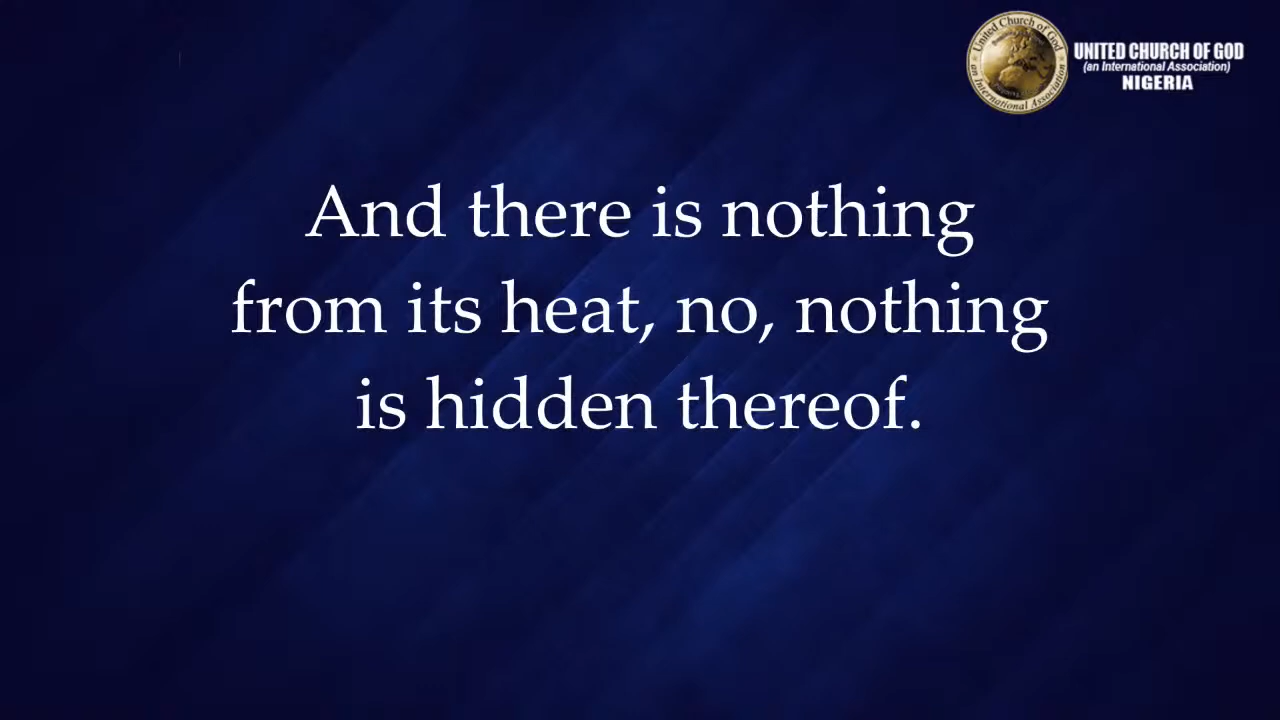 United Church of God
an International Association
UNITED CHURCH OF GOD
(an International Association)
NIGERIA
And there is nothing
from its heat, no, nothing
is hidden thereof.